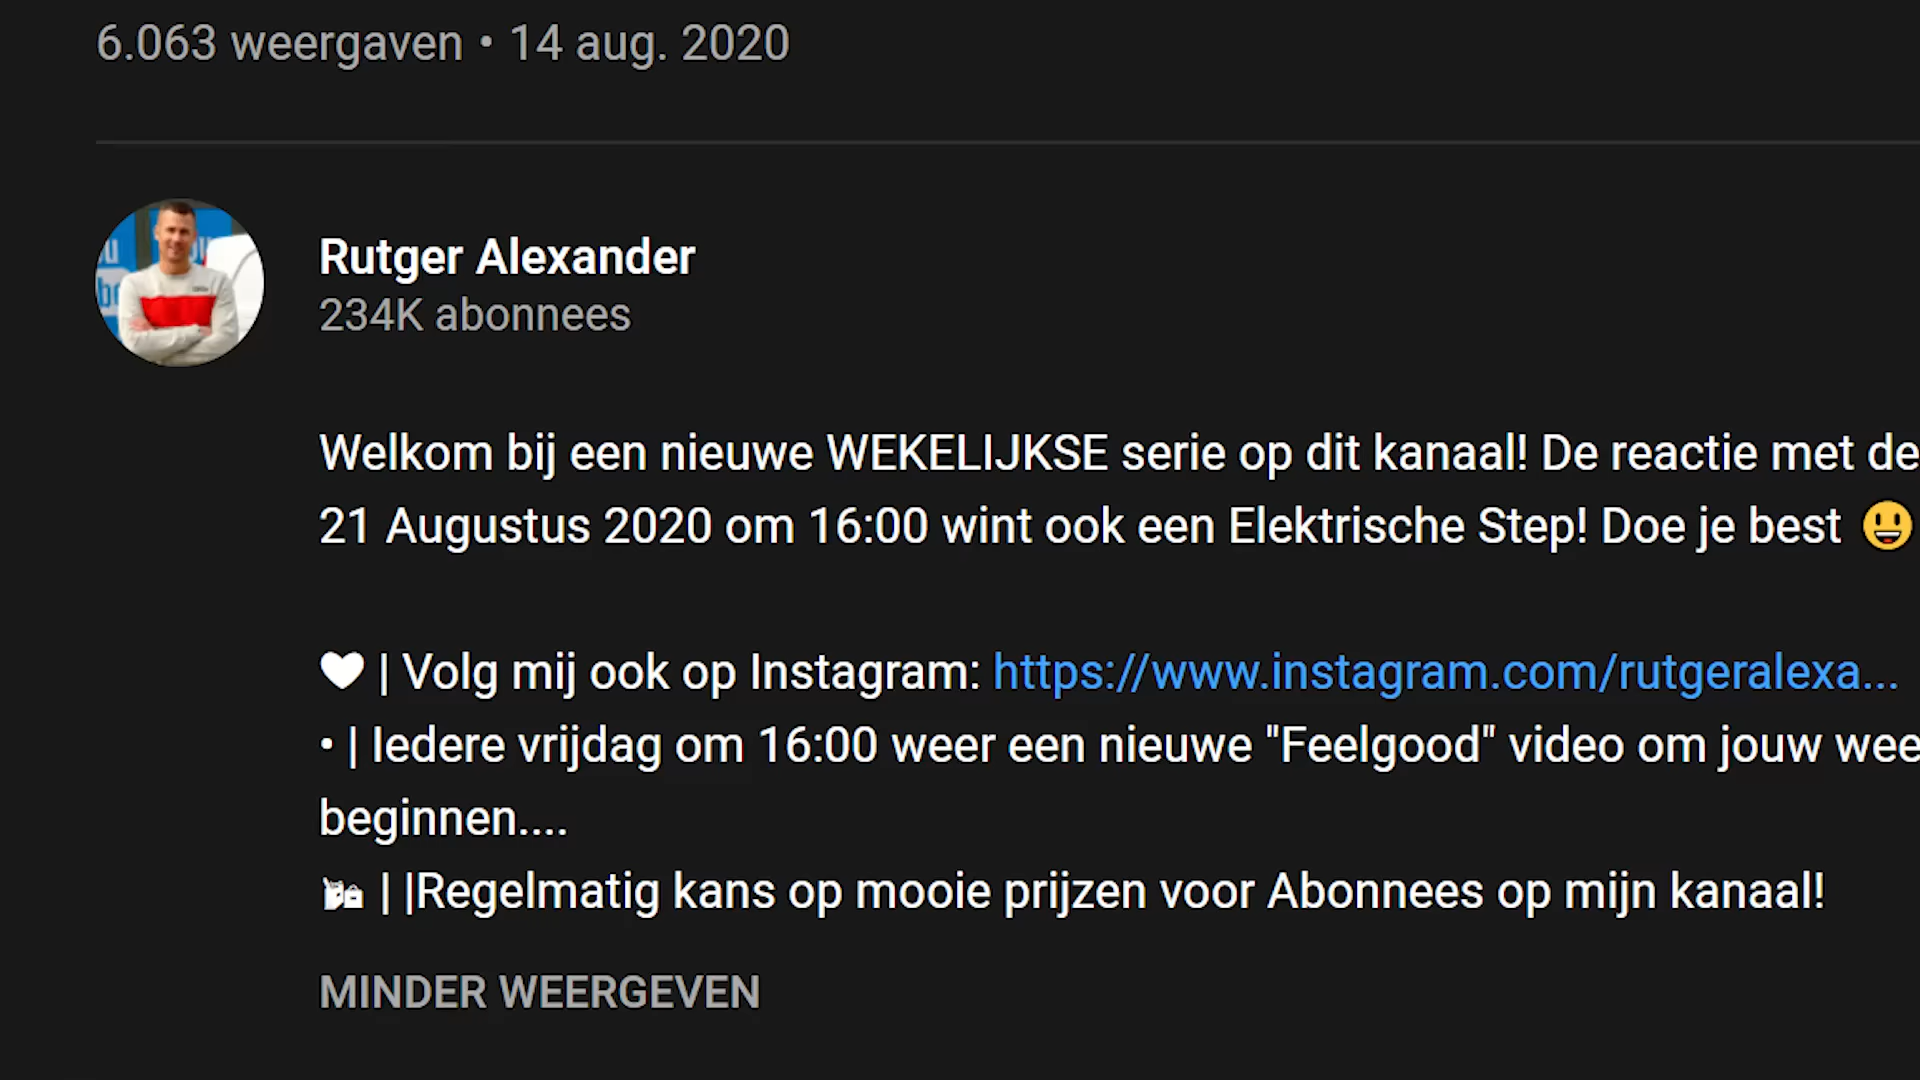 6.063 weergaven • 14 aug. 2020
Rutger Alexander
234K abonnees
Welkom bij een nieuwe WEKELIJKSE serie op dit kanaal! De reactie met de
21 Augustus 2020 om 16:00 wint ook een Elektrische Step! Doe je best 😃
🤍 | Volg mij ook op Instagram: https://www.instagram.com/rutgeralexa...
• | Iedere vrijdag om 16:00 weer een nieuwe "Feelgood" video om jouw wee
beginnen....
🛍 | |Regelmatig kans op mooie prijzen voor Abonnees op mijn kanaal!
MINDER WEERGEVEN